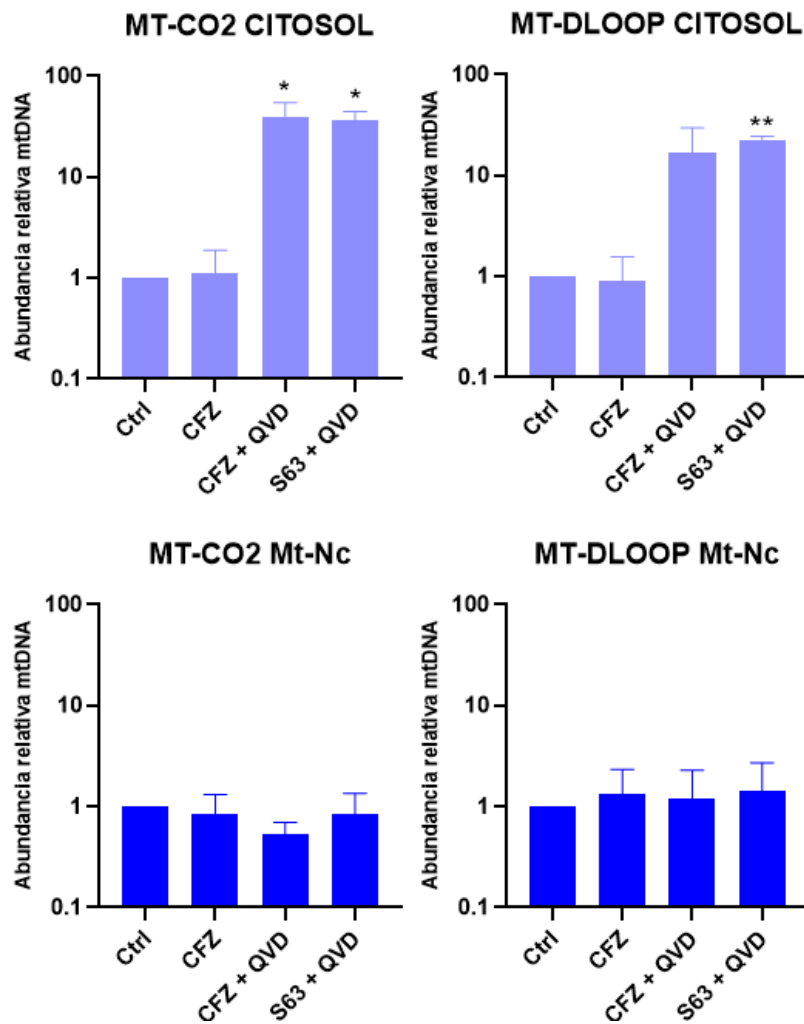 MT-CO2 CITOSOL
Abundancia relativa mtDNA
100
10
1
0.1
*
*
Ctrl
CFZ
CFZ + QVD
S63 + QVD
MT-DLOOP CITOSOL
Abundancia relativa mtDNA
100
10
1
0.1
**
Ctrl
CFZ
CFZ + QVD
S63 + QVD
MT-CO2 Mt-Nc
Abundancia relativa mtDNA
100
10
1
0.1
Ctrl
CFZ
CFZ + QVD
S63 + QVD
MT-DLOOP Mt-Nc
Abundancia relativa mtDNA
100
10
1
0.1
Ctrl
CFZ
CFZ + QVD
S63 + QVD